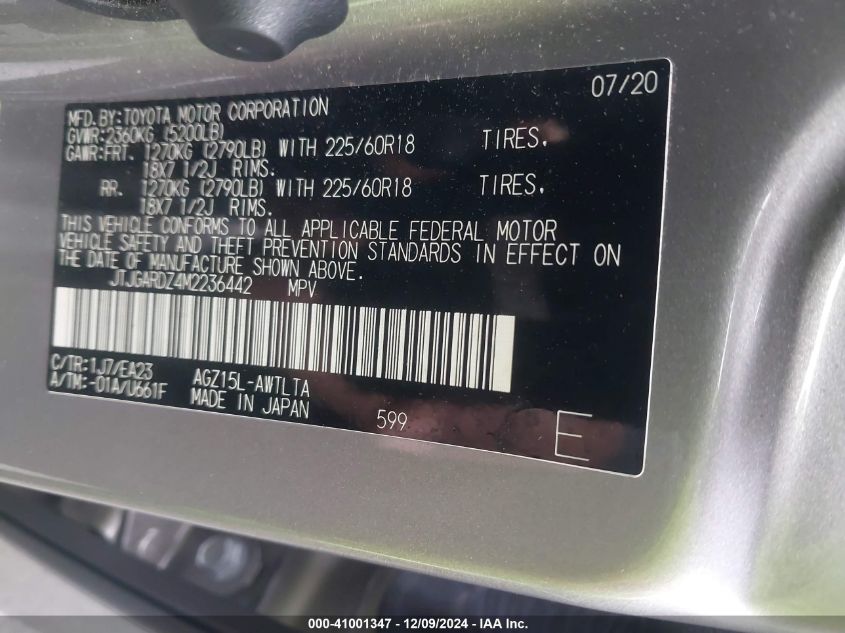 07/20
MFD.BY:TOYOTA MOTOR CORPORATION
GVWR:2360KG (5200LB)
GAWR:FRT. 1270KG (2790LB) WITH 225/60R18 TIRES,
18X7 1/2J RIMS.
RR. 1270KG (2790LB) WITH 225/60R18 TIRES,
18X7 1/2J RIMS.
THIS VEHICLE CONFORMS TO ALL APPLICABLE FEDERAL MOTOR
VEHICLE SAFETY AND THEFT PREVENTION STANDARDS IN EFFECT ON
THE DATE OF MANUFACTURE SHOWN ABOVE.
JTJGARDZ4M2236442 MPV
C/TR:1J7/EA23 AGZ15L-AWTLTA
A/TM:-01A/U661F MADE IN JAPAN
599
E
000-41001347 - 12/09/2024 - IAA Inc.